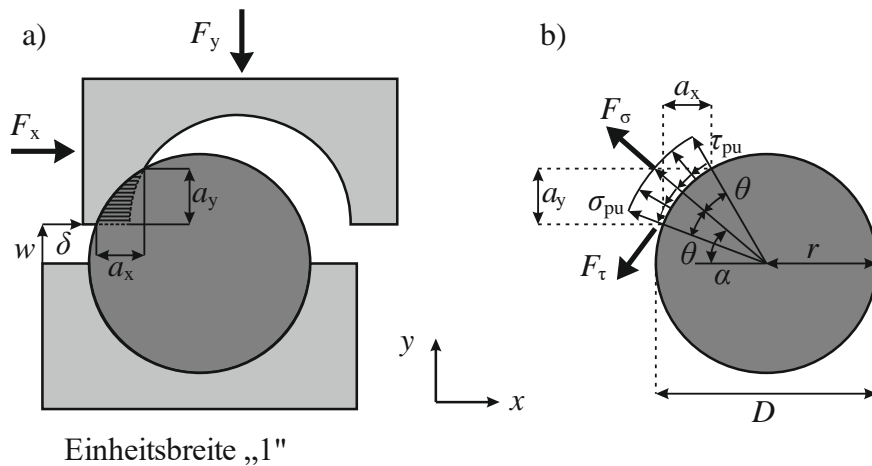 a)
F_y
F_x
a_y
w
δ
a_x
y
x
Einheitsbreite „1"
b)
a_x
F_σ
τ_pu
a_y
σ_pu
θ
θ
α
r
F_τ
D